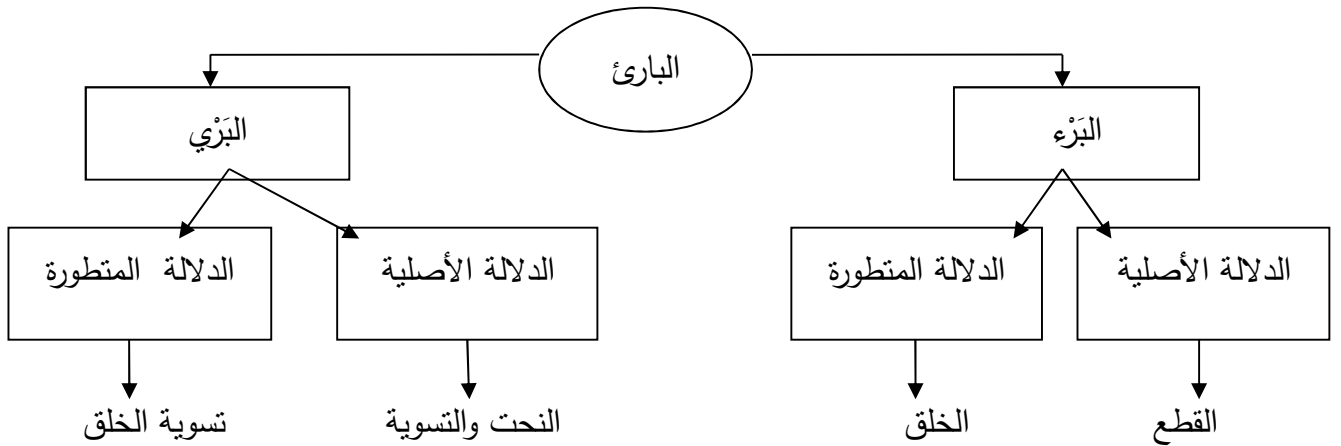 البارئ
البَرْء
البَرْي
الدلالة الأصلية
الدلالة المتطورة
الدلالة الأصلية
الدلالة المتطورة
القطع
الخلق
النحت والتسوية
تسوية الخلق